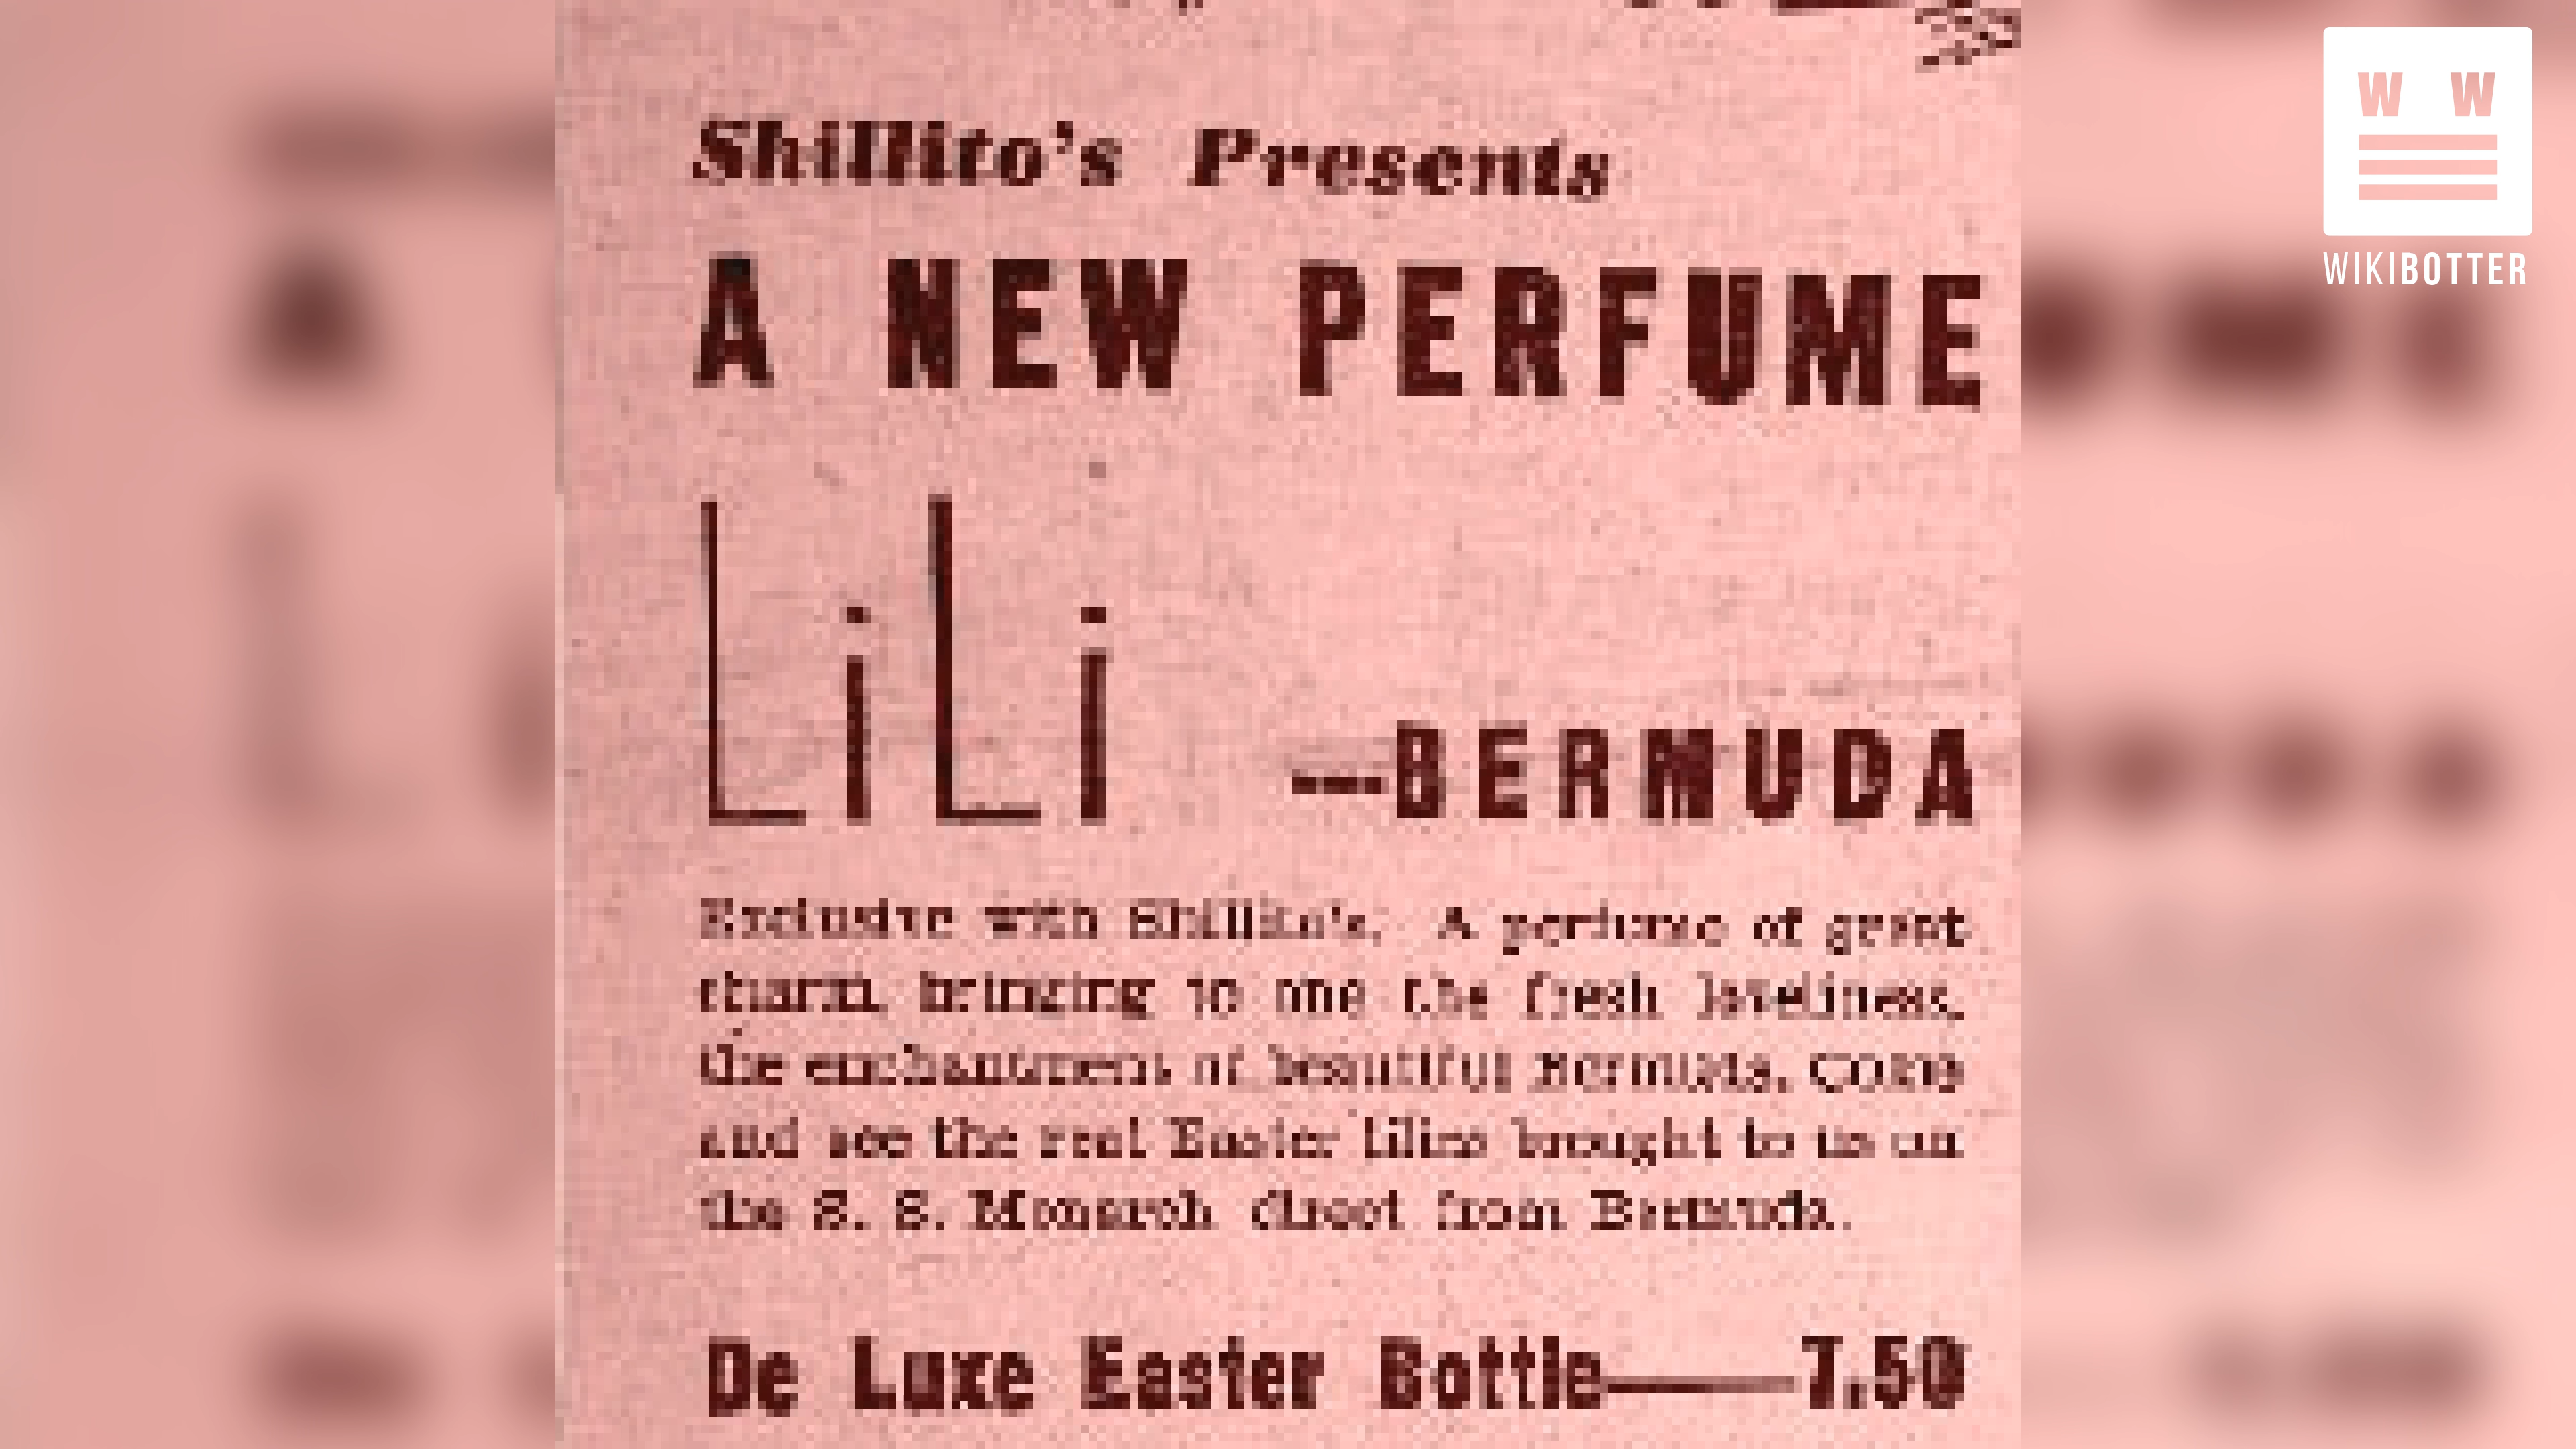 W W
WIKIBOTTER
Shillito's Presents
A NEW PERFUME
LiLi ---BERMUDA
Exclusive with Shillito's. A perfume of great
charm, bringing to one the fresh loveliness,
the enchantment of beautiful Bermuda. Come
and see the real Easter lilies brought to us on
the S. S. Monarch direct from Bermuda.
De Luxe Easter Bottle——7.50